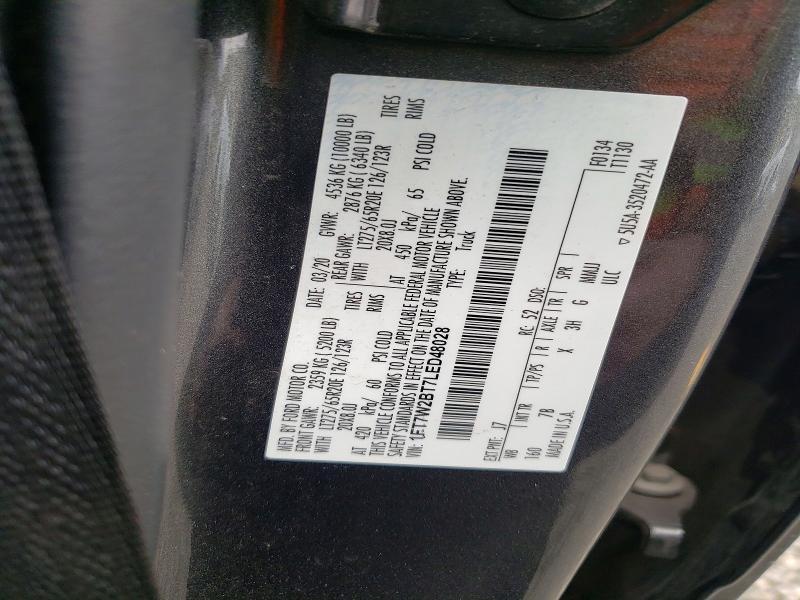 MFD. BY FORD MOTOR CO.
DATE: 03/20 GVWR: 4536 KG (10000 LB)
FRONT GAWR: 2359 KG ( 5200 LB) REAR GAWR: 2876 KG ( 6340 LB)
WITH LT275/65R20E 126/123R TIRES WITH LT275/65R20E 126/123R TIRES
20X8.0J RIMS 20X8.0J RIMS
AT 420 kPa/ 60 PSI COLD AT 450 kPa/ 65 PSI COLD
THIS VEHICLE CONFORMS TO ALL APPLICABLE FEDERAL MOTOR VEHICLE
SAFETY STANDARDS IN EFFECT ON THE DATE OF MANUFACTURE SHOWN ABOVE.
VIN: 1FT7W2BT7LED48028 TYPE: Truck
F0134
T1130
EXT PNT: J7 RC: 52 DSO:
WB INT TR TP/PS R AXLE TR SPR
160 7B X 3H G AMMU
MADE IN U.S.A. ULC
▽ 5U5A-3520472-AA